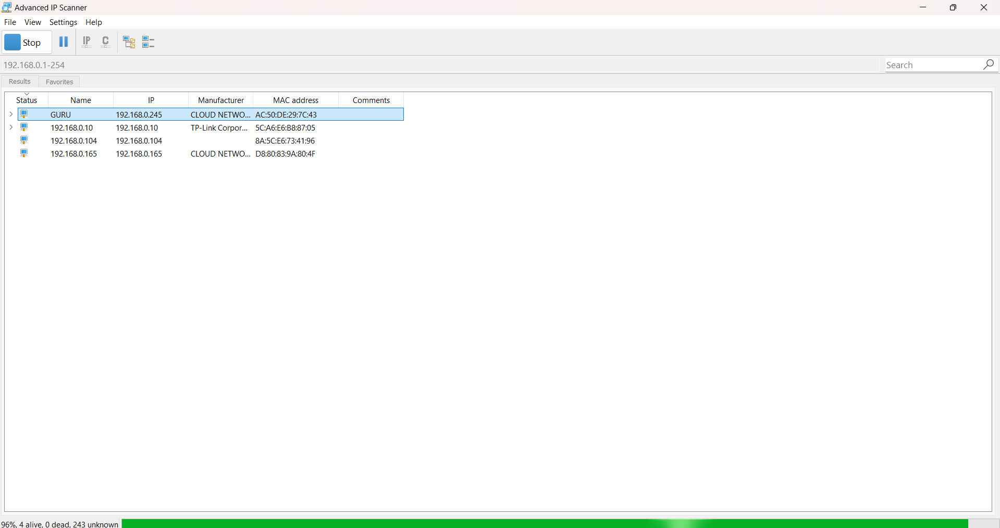 Advanced IP Scanner
File View Settings Help
Stop IP C
192.168.0.1-254 Search
Results Favorites
Status Name IP Manufacturer MAC address Comments
GURU 192.168.0.245 CLOUD NETWO... AC:50:DE:29:7C:43
192.168.0.10 192.168.0.10 TP-Link Corpor... 5C:A6:E6:B8:87:05
192.168.0.104 192.168.0.104 8A:5C:E6:73:41:96
192.168.0.165 192.168.0.165 CLOUD NETWO... D8:80:83:9A:80:4F
96%, 4 alive, 0 dead, 243 unknown